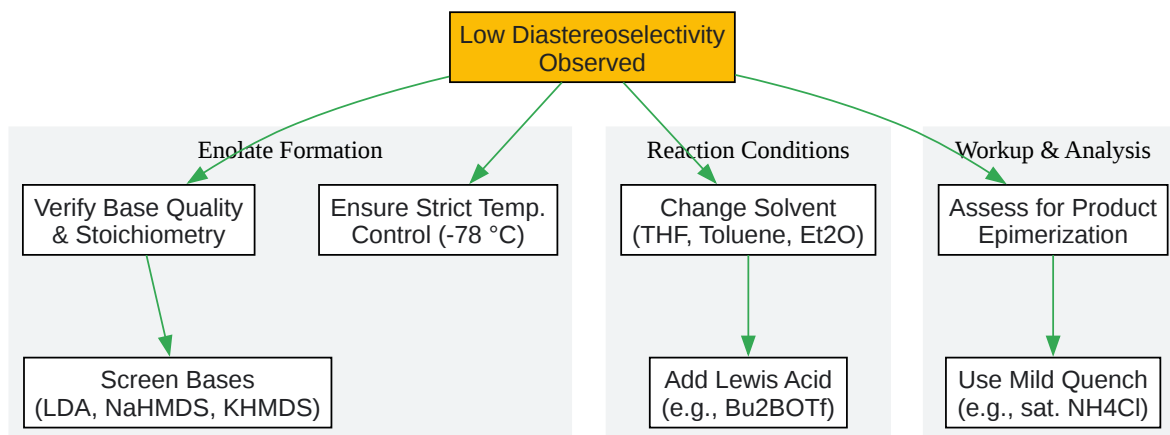 Low Diastereoselectivity
Observed
Enolate Formation
Reaction Conditions
Workup & Analysis
Verify Base Quality
& Stoichiometry
Ensure Strict Temp.
Control (-78 °C)
Change Solvent
(THF, Toluene, Et2O)
Assess for Product
Epimerization
Screen Bases
(LDA, NaHMDS, KHMDS)
Add Lewis Acid
(e.g., Bu2BOTf)
Use Mild Quench
(e.g., sat. NH4Cl)